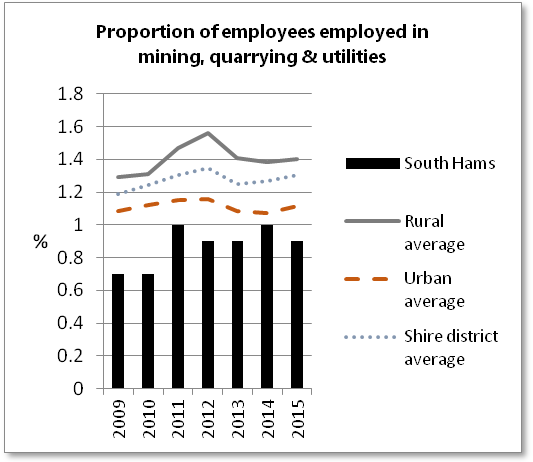 Proportion of employees employed in
mining, quarrying & utilities
1.8
1.6
1.4
1.2
1
0.8
0.6
0.4
0.2
0
%
2009
2010
2011
2012
2013
2014
2015
South Hams
Rural
average
Urban
average
Shire district
average